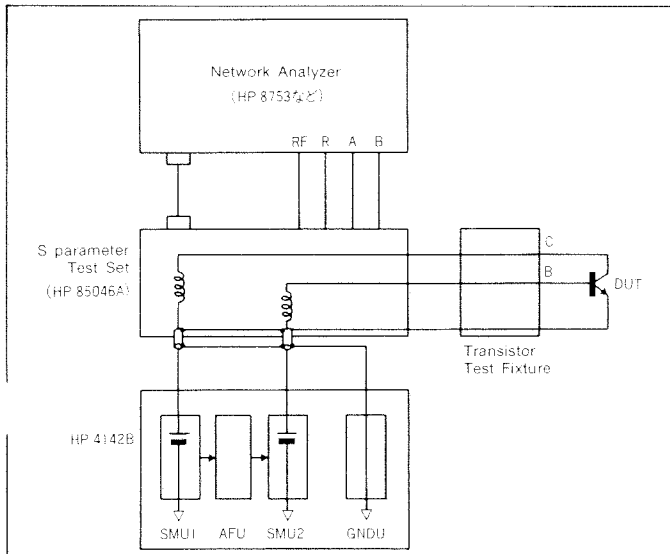 Network Analyzer
(HP 8753など)
RF R A B
S parameter
Test Set
(HP 85046A)
C
B
DUT
Transistor
Test Fixture
HP 4142B
SMU1 AFU SMU2 GNDU